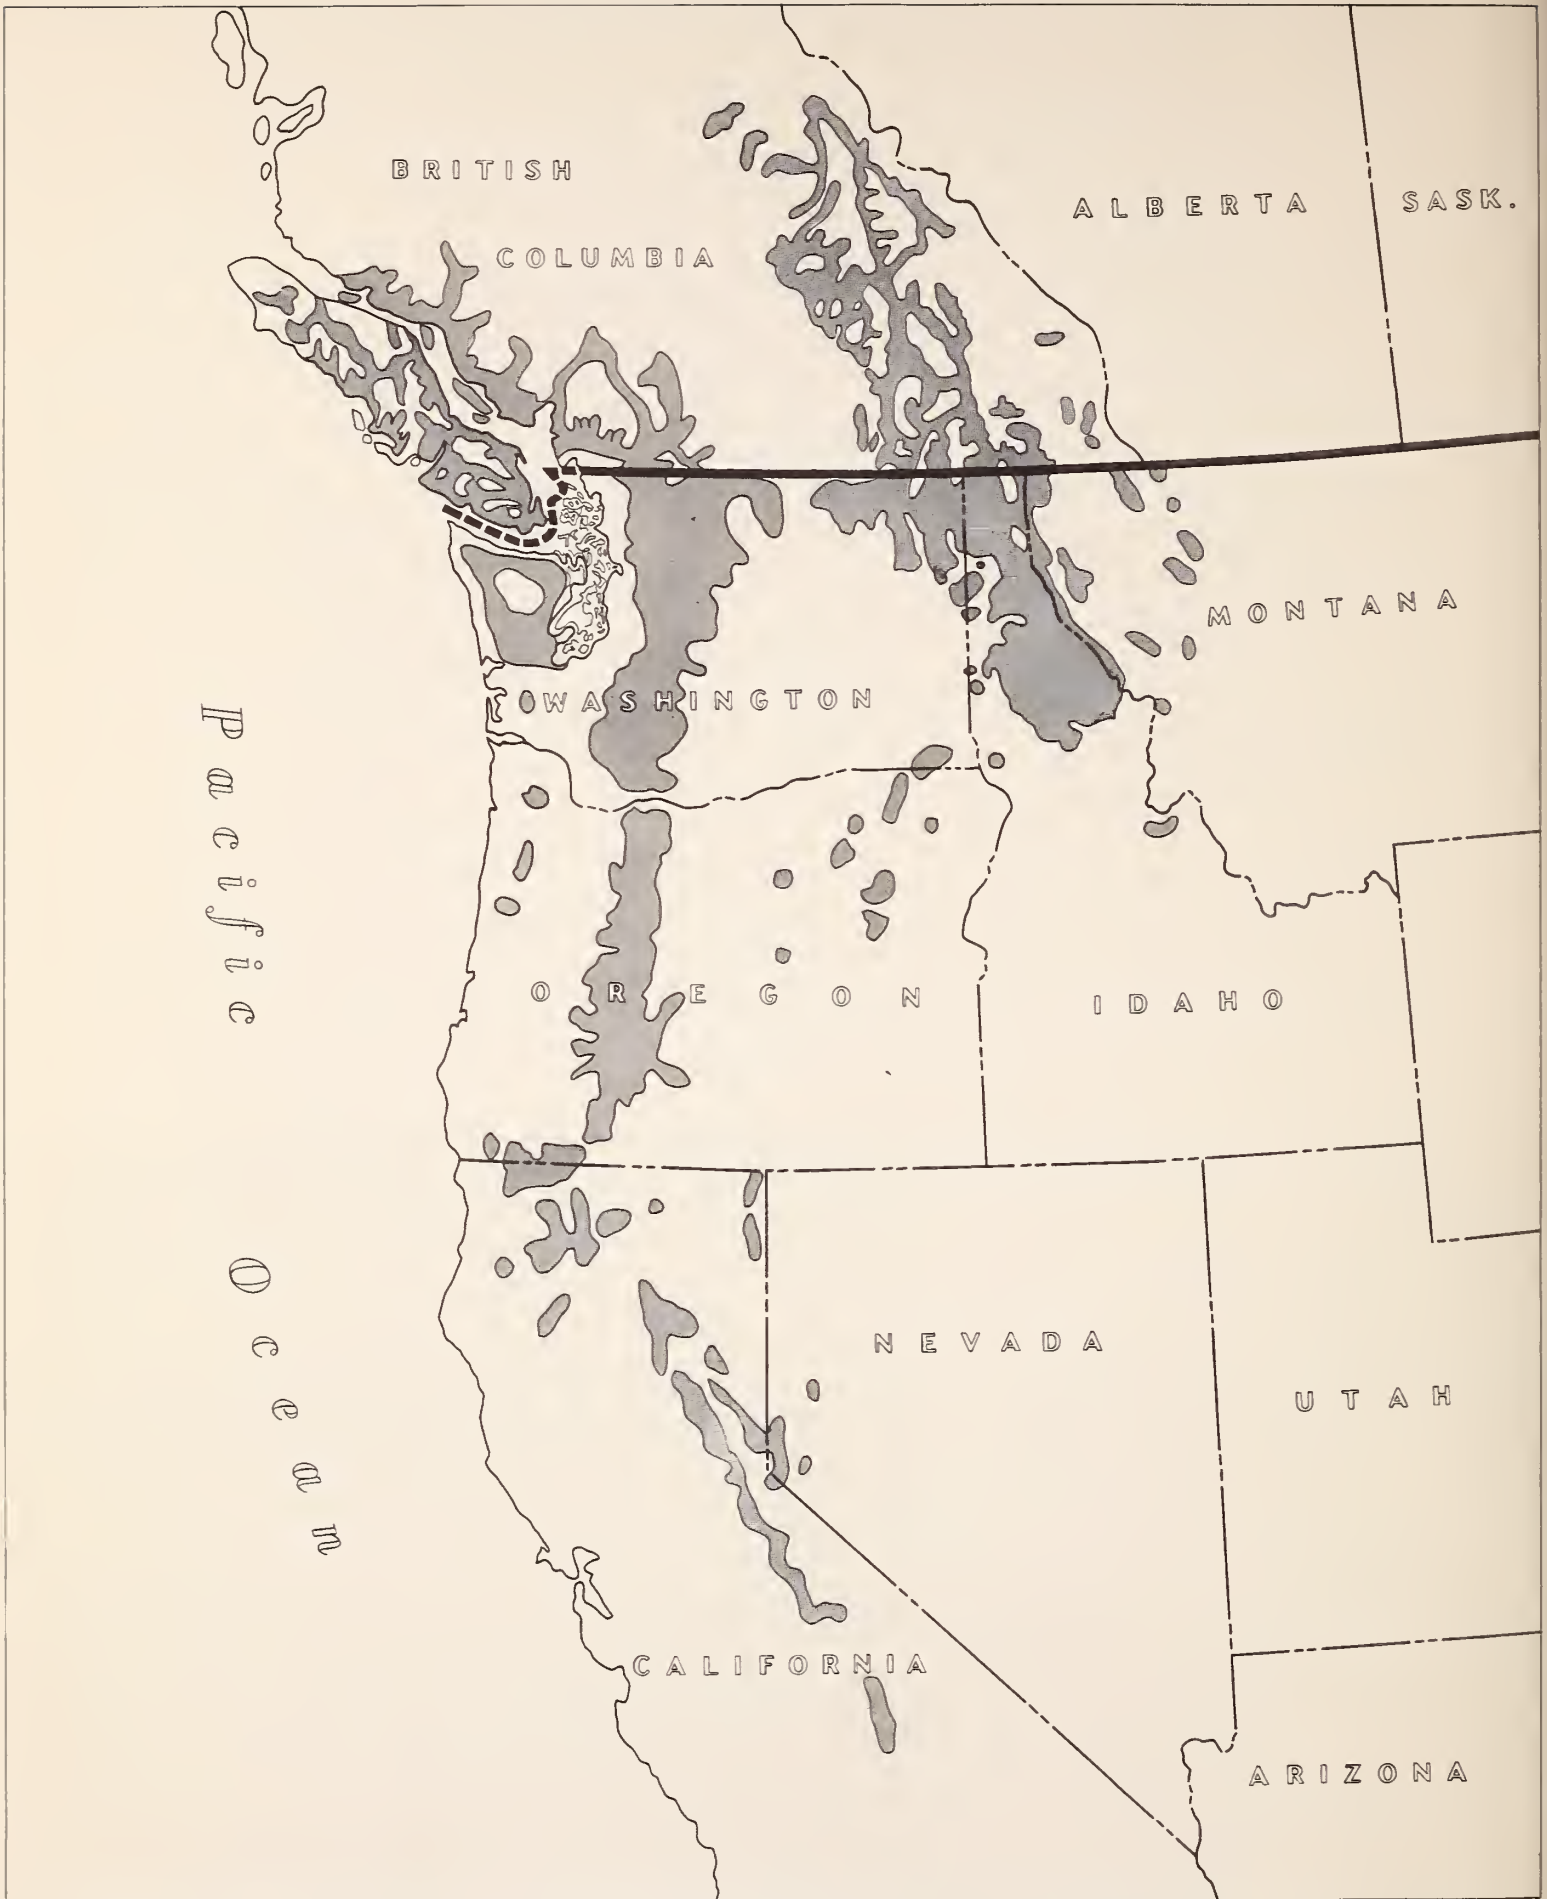 BRITISH
COLUMBIA
ALBERTA
SASK.
MONTANA
WASHINGTON
Pacific
OREGON
IDAHO
Ocean
NEVADA
UTAH
CALIFORNIA
ARIZONA